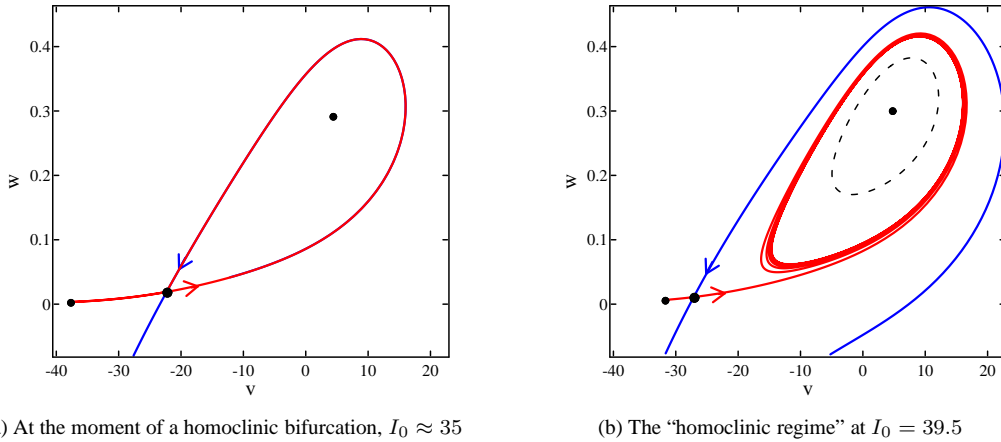 0.4
0.3
0.2
0.1
0
w
-40 -30 -20 -10 0 10 20
v
) At the moment of a homoclinic bifurcation, I₀ ≈ 35
0.4
0.3
0.2
0.1
0
w
-40 -30 -20 -10 0 10 20
v
(b) The “homoclinic regime” at I₀ = 39.5